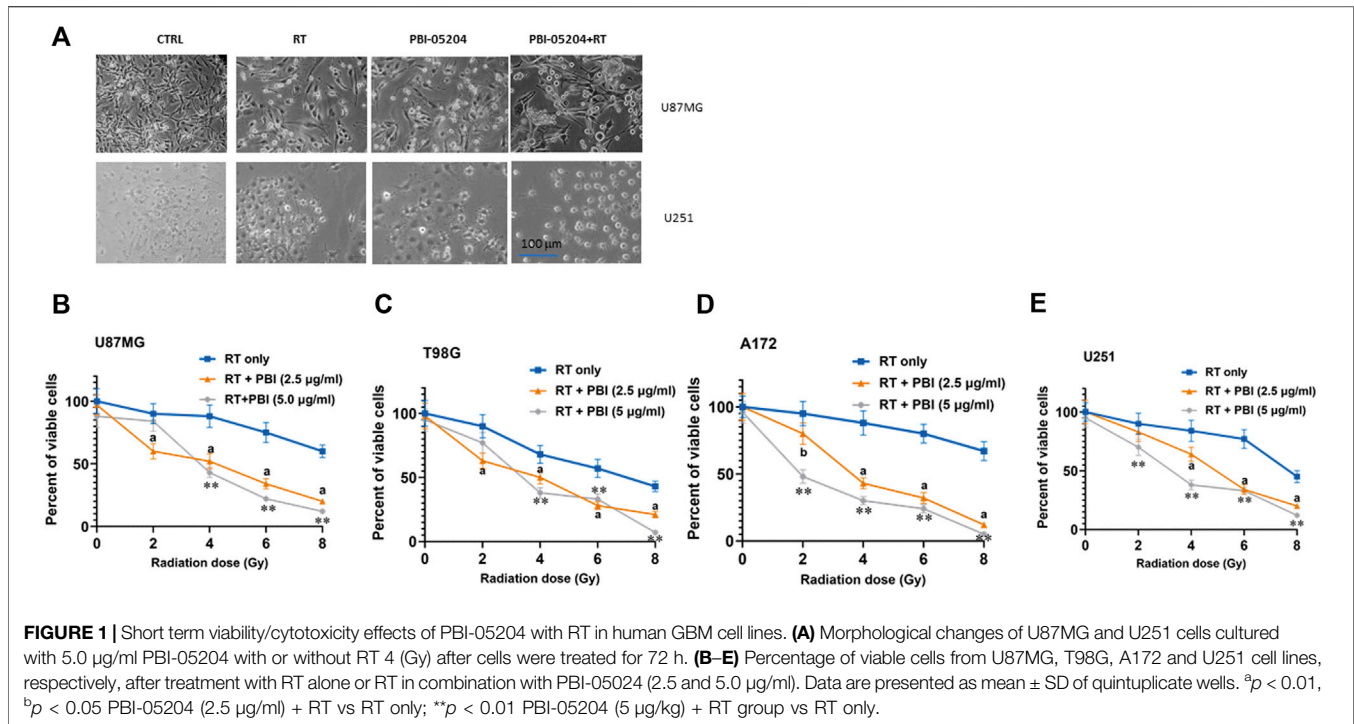 A
CTRL RT PBI-05204 PBI-05204+RT
U87MG
U251
100 µm
B
U87MG
RT only
RT + PBI (2.5 µg/ml)
RT+PBI (5.0 µg/ml)
Percent of viable cells
100
50
0
a
a
a
a
**
**
**
0 2 4 6 8
Radiation dose (Gy)
C
T98G
RT only
RT + PBI (2.5 µg/ml)
RT + PBI (5 µg/ml)
Percent of viable cells
100
50
0
a
a
**
**
a
a
**
0 2 4 6 8
Radiation dose (Gy)
D
A172
RT only
RT + PBI (2.5 µg/ml)
RT + PBI (5 µg/ml)
Percent of viable cells
100
50
0
b
**
a
**
a
**
a
**
0 2 4 6 8
Radiation dose (Gy)
E
U251
RT only
RT + PBI (2.5 µg/ml)
RT + PBI (5 µg/ml)
Percent of viable cells
100
50
0
**
a
**
a
**
a
**
0 2 4 6 8
Radiation dose (Gy)
FIGURE 1 | Short term viability/cytotoxicity effects of PBI-05204 with RT in human GBM cell lines. (A) Morphological changes of U87MG and U251 cells cultured
with 5.0 µg/ml PBI-05204 with or without RT 4 (Gy) after cells were treated for 72 h. (B–E) Percentage of viable cells from U87MG, T98G, A172 and U251 cell lines,
respectively, after treatment with RT alone or RT in combination with PBI-05024 (2.5 and 5.0 µg/ml). Data are presented as mean ± SD of quintuplicate wells. ᵃp < 0.01,
ᵇp < 0.05 PBI-05204 (2.5 µg/ml) + RT vs RT only; **p < 0.01 PBI-05204 (5 µg/kg) + RT group vs RT only.